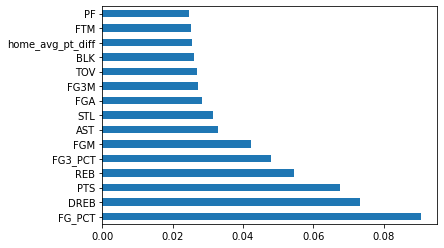 PF
FTM
home_avg_pt_diff
BLK
TOV
FG3M
FGA
STL
AST
FGM
FG3_PCT
REB
PTS
DREB
FG_PCT
0.00 0.02 0.04 0.06 0.08